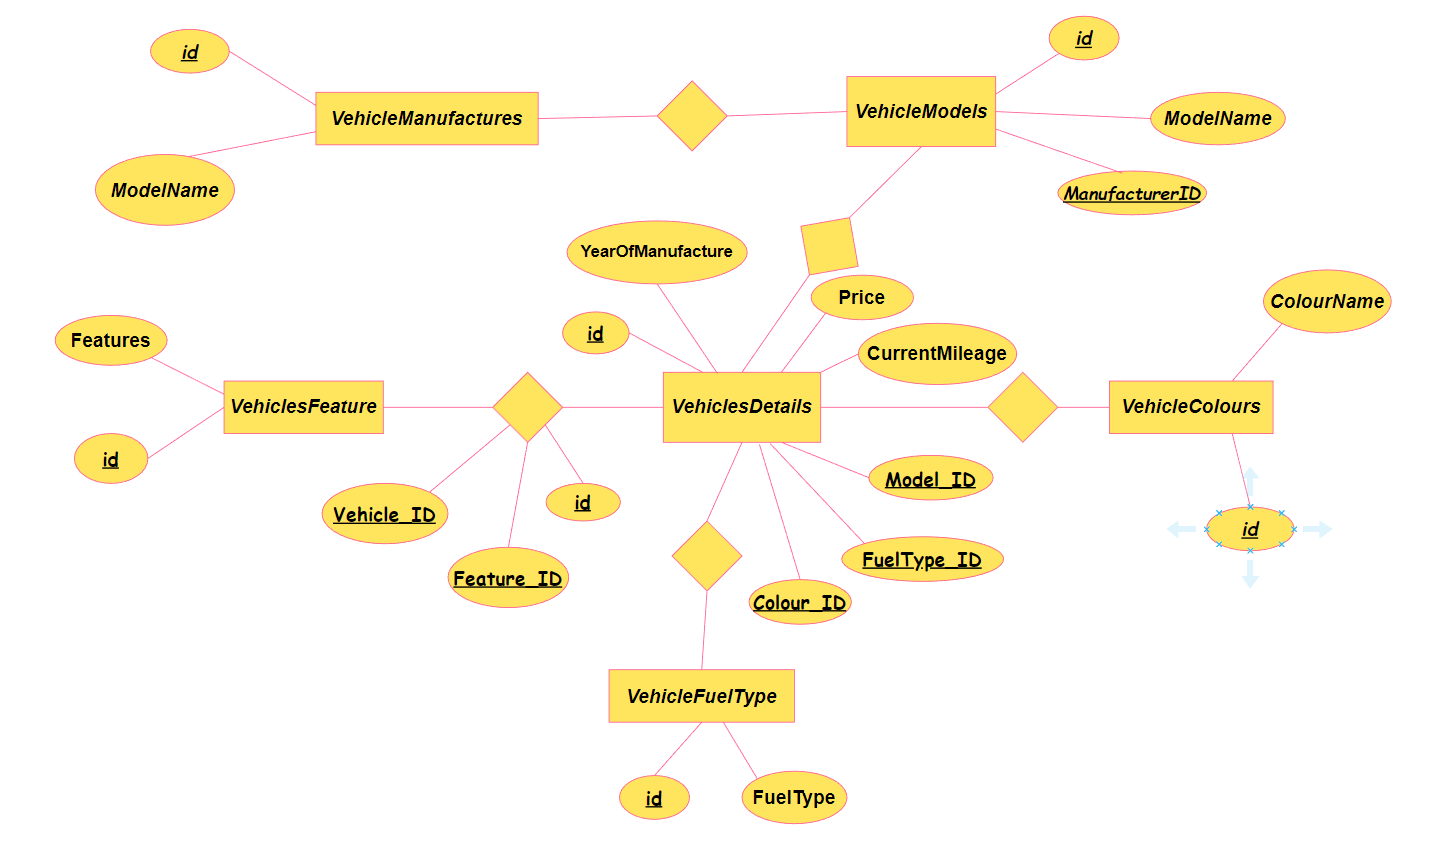 id
id
VehicleManufactures
VehicleModels
ModelName
ModelName
ManufacturerID
YearOfManufacture
Price
ColourName
id
Features
CurrentMileage
VehiclesFeature
VehiclesDetails
VehicleColours
id
Model_ID
id
Vehicle_ID
id
FuelType_ID
Feature_ID
Colour_ID
VehicleFuelType
id
FuelType